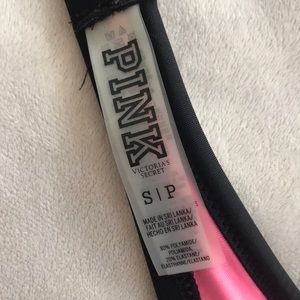 PINK
VICTORIA'S
SECRET
S|P
MADE IN SRI LANKA/
FAIT AU SRI LANKA/
HECHO EN SRI LANKA
80% POLYAMIDE/
POLIAMIDA,
20% ELASTANE/
ELASTHANNE/ELASTANO